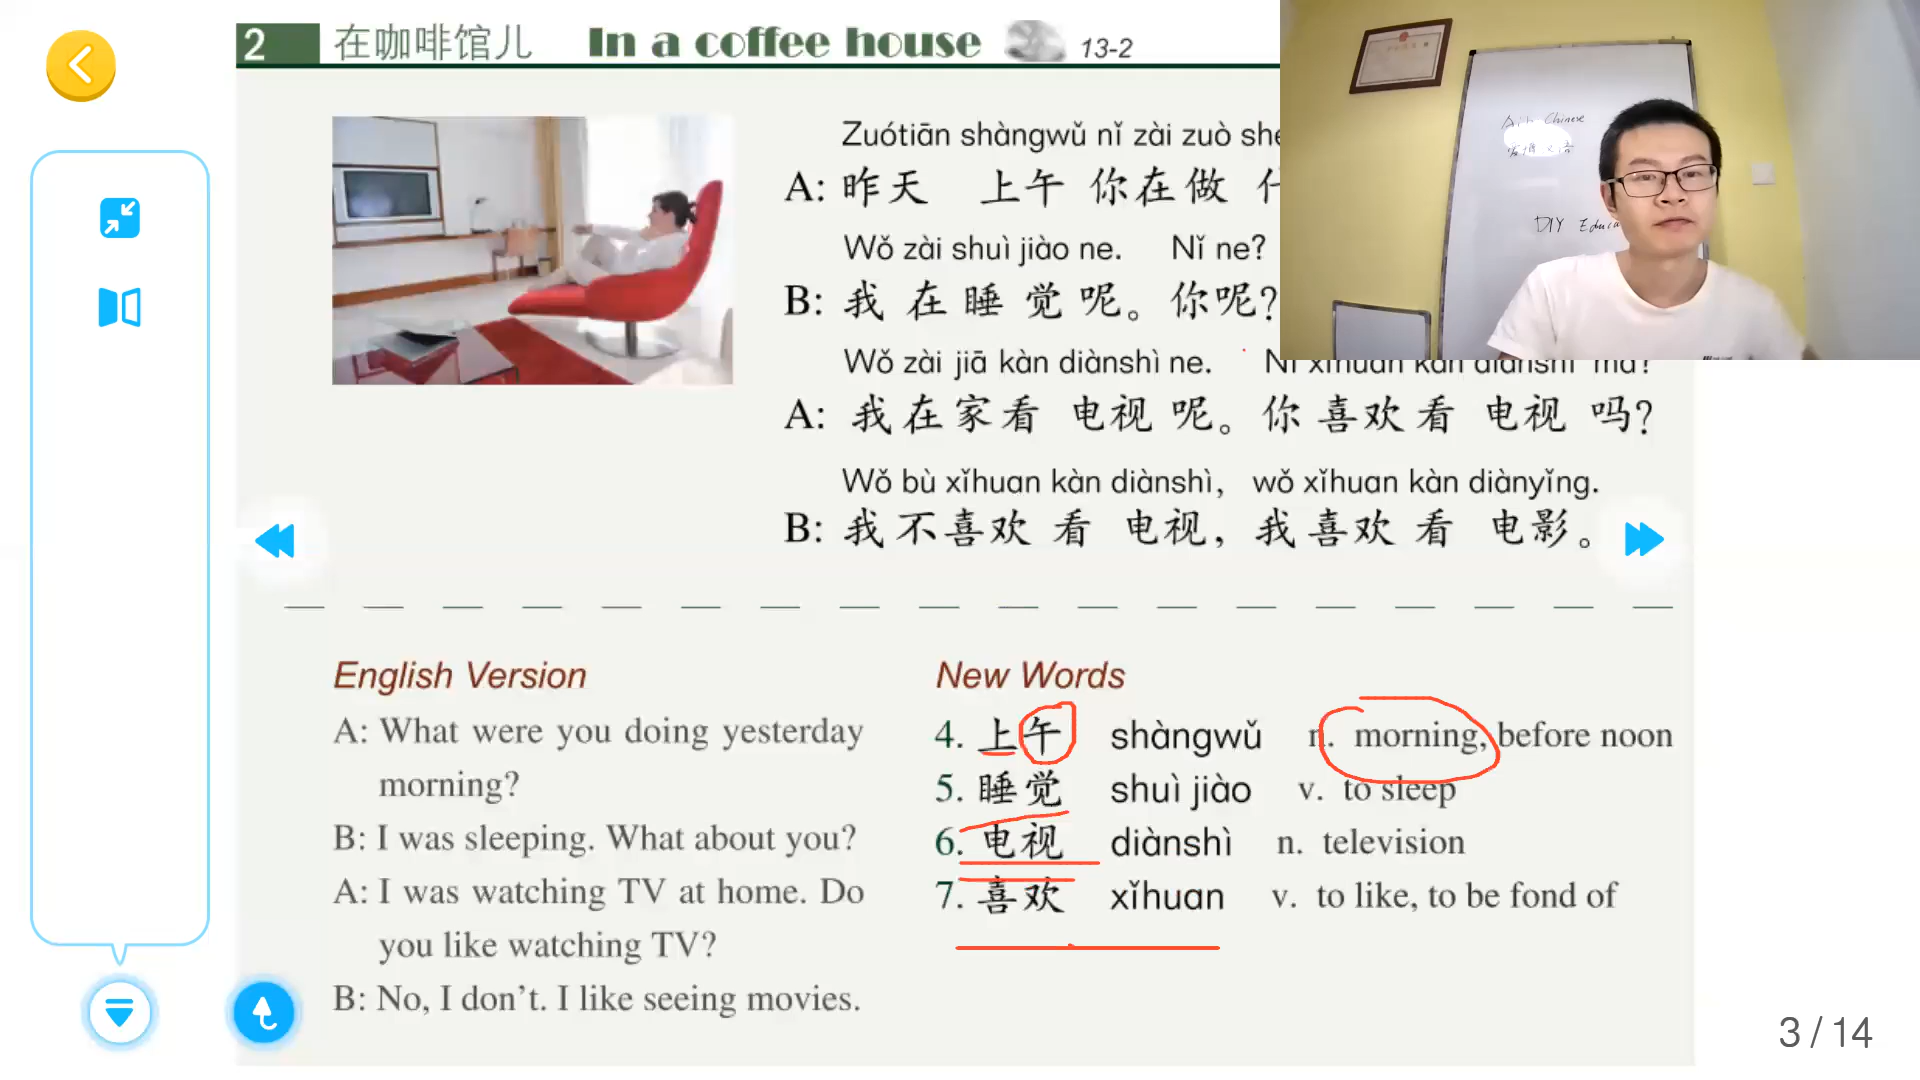 2 在咖啡馆儿 In a coffee house 13-2
Zuótiān shàngwǔ nǐ zài zuò
A: 昨天 上午 你在做
Wǒ zài shuì jiào ne. Nǐ ne?
B: 我在睡觉呢。你呢?
Wǒ zài jiā kàn diànshì ne. Nǐ xǐhuan kàn diànshì ma?
A: 我在家看电视呢。你喜欢看电视吗?
Wǒ bù xǐhuan kàn diànshì, wǒ xǐhuan kàn diànyǐng.
B: 我不喜欢看电视,我喜欢看电影。
English Version
A: What were you doing yesterday
morning?
B: I was sleeping. What about you?
A: I was watching TV at home. Do
you like watching TV?
B: No, I don't. I like seeing movies.
New Words
4. 上午 shàngwǔ n. morning, before noon
5. 睡觉 shuì jiào v. to sleep
6. 电视 diànshì n. television
7. 喜欢 xǐhuan v. to like, to be fond of
Chinese
DIY
3 / 14